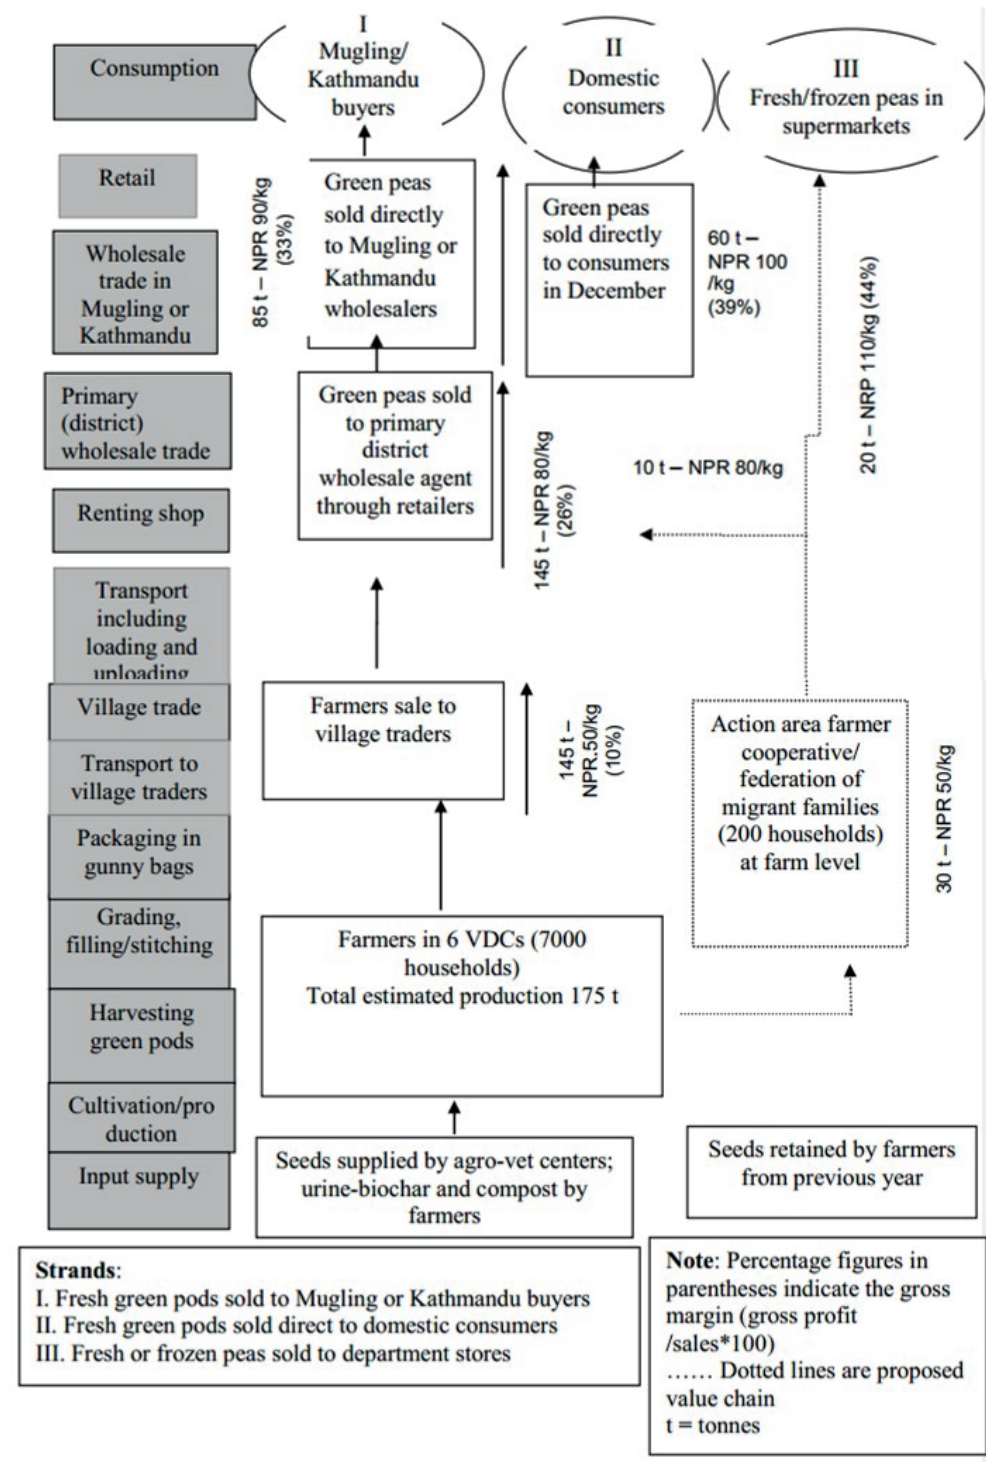 Consumption
I
Mugling/
Kathmandu
buyers
II
Domestic
consumers
III
Fresh/frozen peas in
supermarkets
Retail
Wholesale
trade in
Mugling or
Kathmandu
85 t – NPR 90/kg
(33%)
Green peas
sold directly
to Mugling or
Kathmandu
wholesalers
Green peas
sold directly
to consumers
in December
60 t –
NPR 100
/kg
(39%)
20 t – NRP 110/kg (44%)
Primary
(district)
wholesale trade
Green peas sold
to primary
district
wholesale agent
through retailers
145 t – NPR 80/kg
(26%)
10 t – NPR 80/kg
Renting shop
Transport
including
loading and
uploading
Village trade
Farmers sale to
village traders
145 t –
NPR.50/kg
(10%)
Action area farmer
cooperative/
federation of
migrant families
(200 households)
at farm level
30 t – NPR 50/kg
Transport to
village traders
Packaging in
gunny bags
Grading,
filling/stitching
Farmers in 6 VDCs (7000
households)
Total estimated production 175 t
Harvesting
green pods
Cultivation/pro
duction
Input supply
Seeds supplied by agro-vet centers;
urine-biochar and compost by
farmers
Seeds retained by farmers
from previous year
Strands:
I. Fresh green pods sold to Mugling or Kathmandu buyers
II. Fresh green pods sold direct to domestic consumers
III. Fresh or frozen peas sold to department stores
Note: Percentage figures in
parentheses indicate the gross
margin (gross profit
/sales*100)
…… Dotted lines are proposed
value chain
t = tonnes